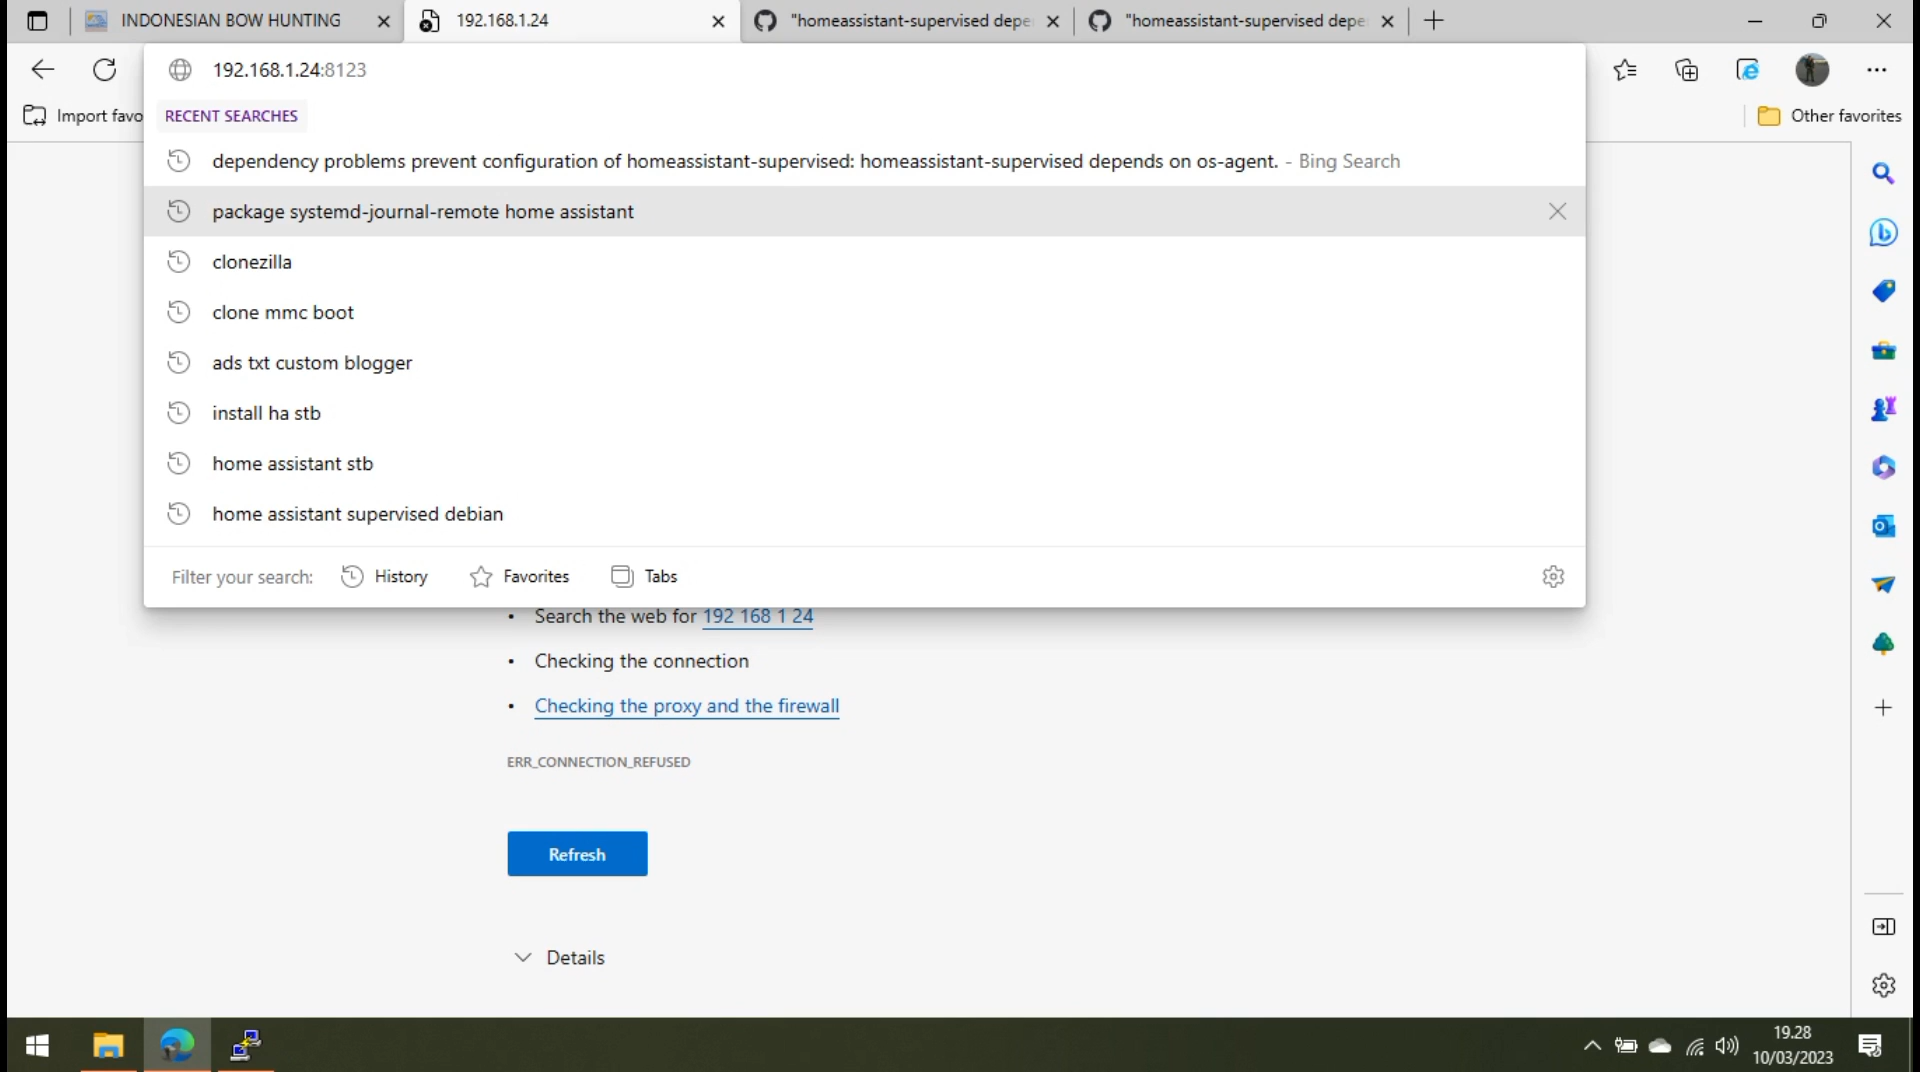 INDONESIAN BOW HUNTING
192.168.1.24
"homeassistant-supervised depe
"homeassistant-supervised depe
192.168.1.24:8123
Import favo
Other favorites
RECENT SEARCHES
dependency problems prevent configuration of homeassistant-supervised: homeassistant-supervised depends on os-agent. - Bing Search
package systemd-journal-remote home assistant
clonezilla
clone mmc boot
ads txt custom blogger
install ha stb
home assistant stb
home assistant supervised debian
Filter your search: History Favorites Tabs
• Search the web for 192 168 1 24
• Checking the connection
• Checking the proxy and the firewall
ERR_CONNECTION_REFUSED
Refresh
Details
19.28
10/03/2023